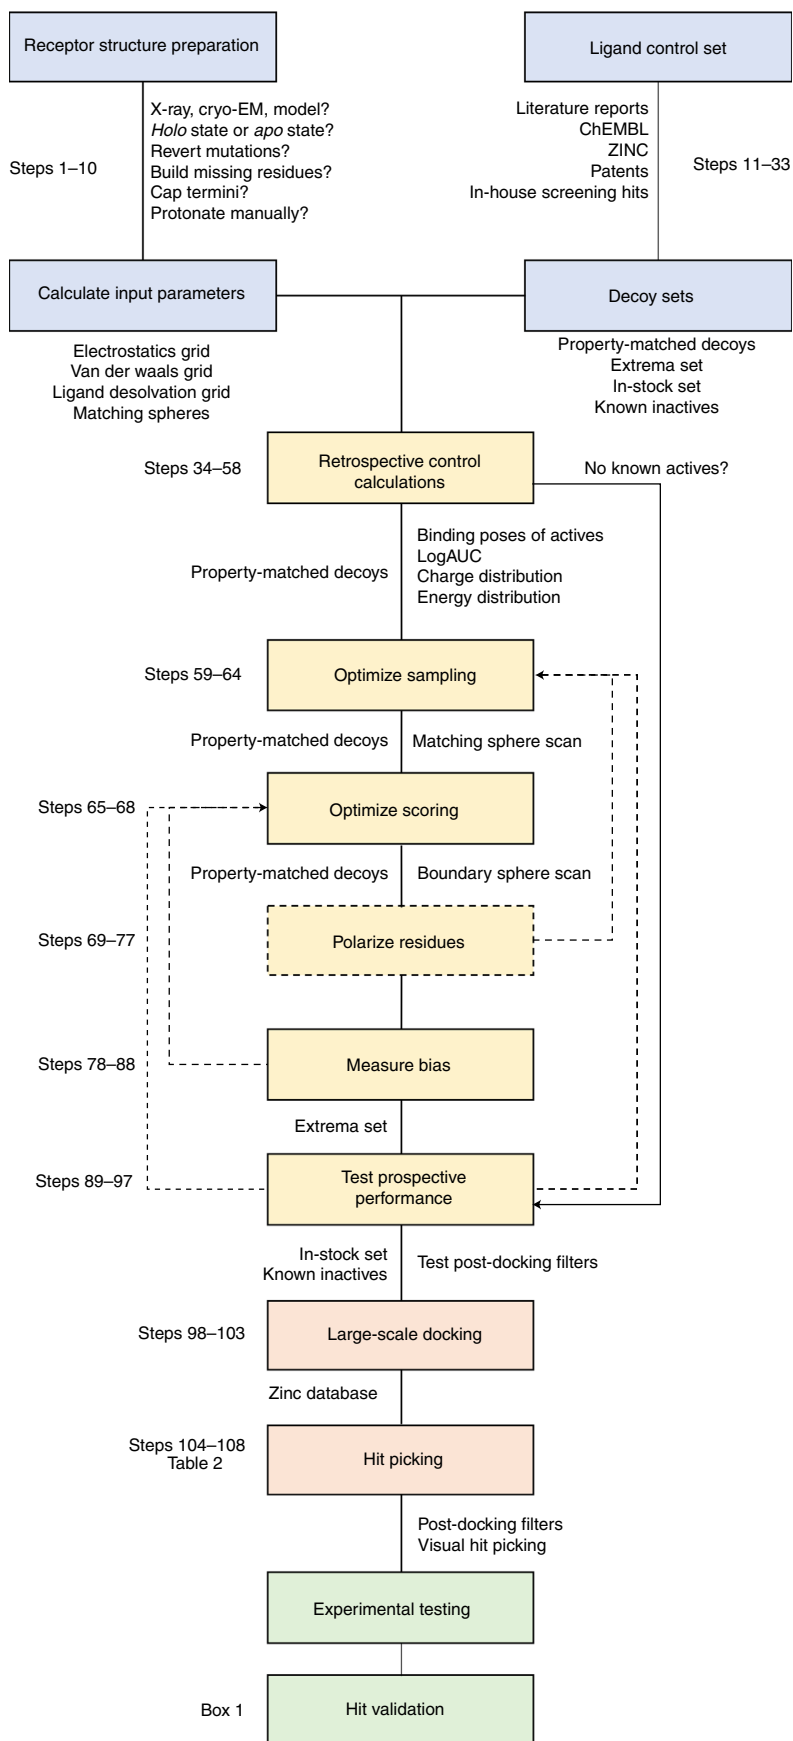 Receptor structure preparation
Ligand control set
X-ray, cryo-EM, model?
Holo state or apo state?
Revert mutations?
Build missing residues?
Cap termini?
Protonate manually?
Steps 1–10
Literature reports
ChEMBL
ZINC
Patents
In-house screening hits
Steps 11–33
Calculate input parameters
Decoy sets
Electrostatics grid
Van der waals grid
Ligand desolvation grid
Matching spheres
Property-matched decoys
Extrema set
In-stock set
Known inactives
Steps 34–58
Retrospective control
calculations
No known actives?
Property-matched decoys
Binding poses of actives
LogAUC
Charge distribution
Energy distribution
Steps 59–64
Optimize sampling
Property-matched decoys
Matching sphere scan
Steps 65–68
Optimize scoring
Property-matched decoys
Boundary sphere scan
Steps 69–77
Polarize residues
Steps 78–88
Measure bias
Extrema set
Steps 89–97
Test prospective
performance
In-stock set
Known inactives
Test post-docking filters
Steps 98–103
Large-scale docking
Zinc database
Steps 104–108
Table 2
Hit picking
Post-docking filters
Visual hit picking
Experimental testing
Box 1
Hit validation